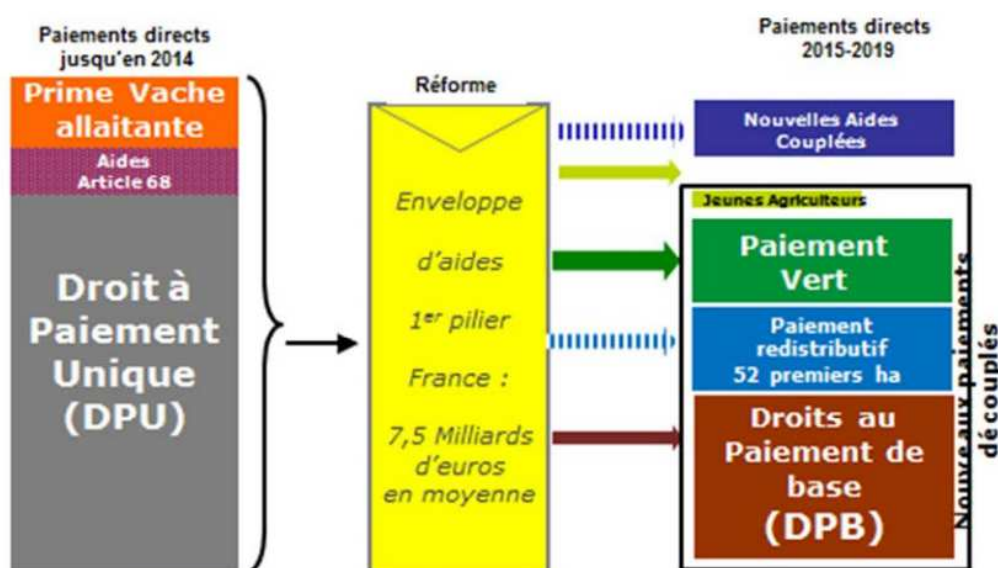 Paiements directs
jusqu'en 2014
Prime Vache
allaitante
Aides
Article 68
Droit à
Paiement
Unique
(DPU)
Réforme
Enveloppe
d'aides
1er pilier
France :
7,5 Milliards
d'euros
en moyenne
Paiements directs
2015-2019
Nouvelles Aides
Couplées
Jeunes Agriculteurs
Paiement
Vert
Paiement
redistributif
52 premiers ha
Droits au
Paiement de
base
(DPB)
Nouveaux paiements
découplés